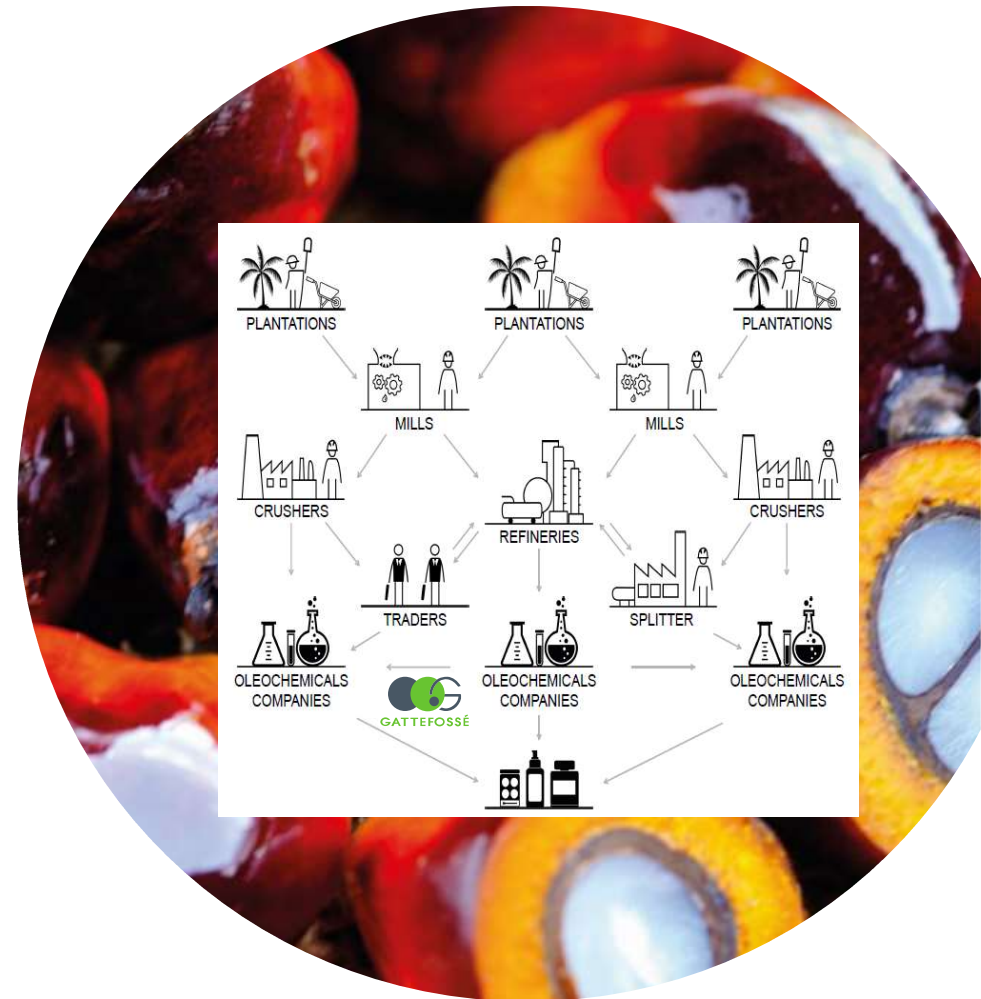 PLANTATIONS
PLANTATIONS
PLANTATIONS
MILLS
MILLS
CRUSHERS
REFINERIES
CRUSHERS
TRADERS
SPLITTER
OLEOCHEMICALS
COMPANIES
GATTEFOSSÉ
OLEOCHEMICALS
COMPANIES
OLEOCHEMICALS
COMPANIES